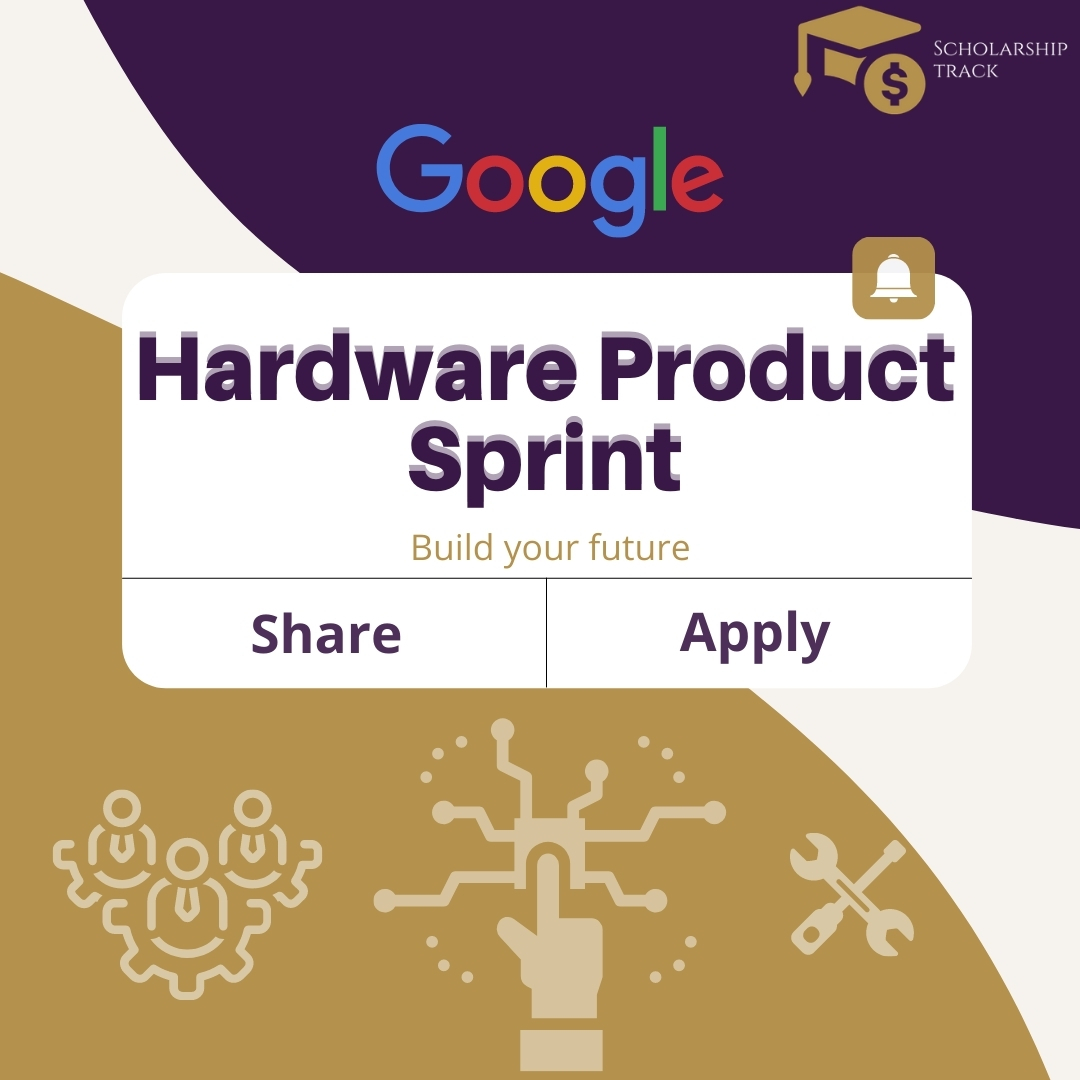 Scholarship
track
Google
Hardware Product
Sprint
Build your future
Share
Apply